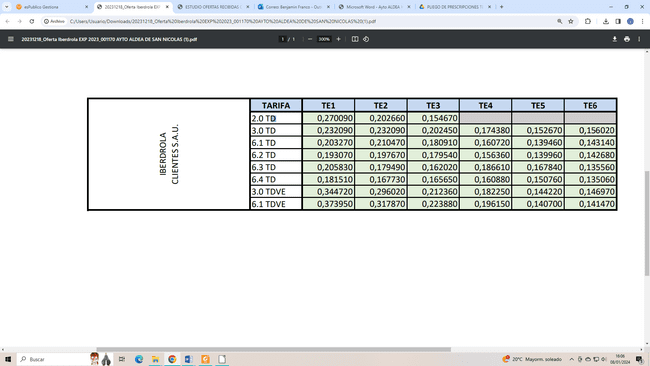 esPublico Gestiona
20231218_Oferta Iberdrola EXP
ESTUDIO OFERTAS RECIBIDAS
Correo: Benjamin Franco - Outl
Microsoft Word - Ayto ALDEA
PLIEGO DE PRESCRIPCIONES T
Archivo C:/Users/Usuario/Downloads/20231218_Oferta%20Iberdrola%20EXP%202023_001170%20AYTO%20ALDEA%20DE%20SAN%20NICOLAS%20(1).pdf
20231218_Oferta Iberdrola EXP 2023_001170 AYTO ALDEA DE SAN NICOLAS (1).pdf
1 / 1
300%
IBERDROLA
CLIENTES S.A.U.
TARIFA TE1 TE2 TE3 TE4 TE5 TE6
2.0 TD 0,270090 0,202660 0,154670
3.0 TD 0,232090 0,232090 0,202450 0,174380 0,152670 0,156020
6.1 TD 0,203270 0,210470 0,180910 0,160720 0,139460 0,143140
6.2 TD 0,193070 0,197670 0,179540 0,156360 0,139960 0,142680
6.3 TD 0,205830 0,179490 0,162020 0,186610 0,167840 0,135560
6.4 TD 0,181510 0,167730 0,165650 0,160880 0,150760 0,135060
3.0 TDVE 0,344720 0,296020 0,212360 0,182250 0,144220 0,146970
6.1 TDVE 0,373950 0,317870 0,223880 0,196150 0,140700 0,141470
Buscar
20°C Mayorm. soleado
16:06
08/01/2024